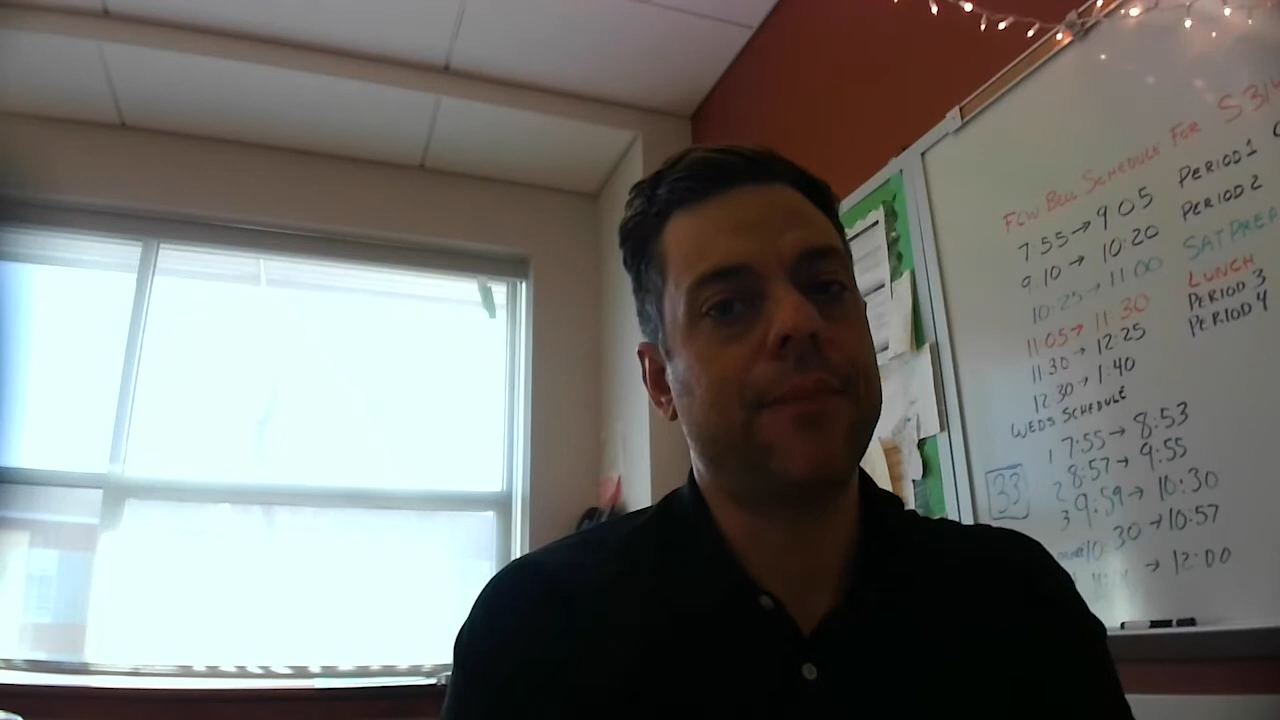 FCW BELL SCHEDULE FOR S314
7:55 → 9 05 PERIOD 1
9:10 → 10:20 PERIOD 2
10:25 → 11:00 SAT PREP
11:05 → 11:30 LUNCH
11 30 → 12:25 PERIOD 3
12:30 → 1:40 PERIOD 4
WEDS SCHEDULE
1 7:55 → 8:53
2 8:57 → 9:55
33
3 9:59 → 10:30
10 30 → 10:57
→ 12:00